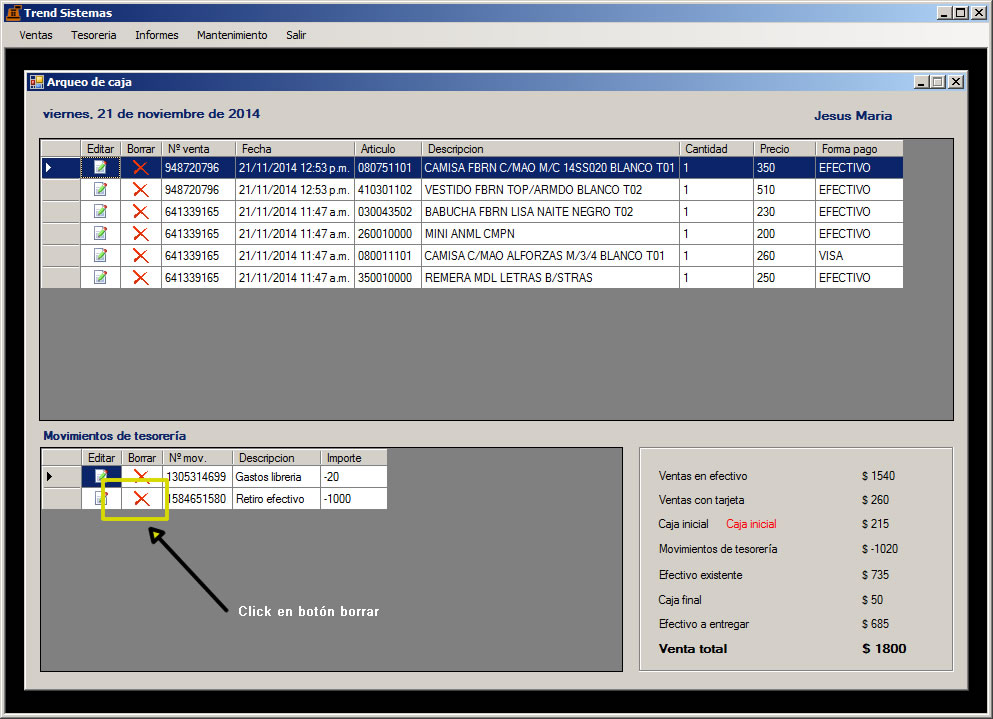 Trend Sistemas
Ventas Tesoreria Informes Mantenimiento Salir
Arqueo de caja
viernes, 21 de noviembre de 2014 Jesus Maria
Editar Borrar Nº venta Fecha Articulo Descripcion Cantidad Precio Forma pago
948720796 21/11/2014 12:53 p.m. 080751101 CAMISA FBRN C/MAO M/C 14SS020 BLANCO T01 1 350 EFECTIVO
948720796 21/11/2014 12:53 p.m. 410301102 VESTIDO FBRN TOP/ARMDO BLANCO T02 1 510 EFECTIVO
641339165 21/11/2014 11:47 a.m. 030043502 BABUCHA FBRN LISA NAITE NEGRO T02 1 230 EFECTIVO
641339165 21/11/2014 11:47 a.m. 260010000 MINI ANML CMPN 1 200 EFECTIVO
641339165 21/11/2014 11:47 a.m. 080011101 CAMISA C/MAO ALFORZAS M/3/4 BLANCO T01 1 260 VISA
641339165 21/11/2014 11:47 a.m. 350010000 REMERA MDL LETRAS B/STRAS 1 250 EFECTIVO
Movimientos de tesorería
Editar Borrar Nº mov. Descripcion Importe
1305314699 Gastos libreria -20
1584651580 Retiro efectivo -1000
Click en botón borrar
Ventas en efectivo $ 1540
Ventas con tarjeta $ 260
Caja inicial Caja inicial $ 215
Movimientos de tesorería $ -1020
Efectivo existente $ 735
Caja final $ 50
Efectivo a entregar $ 685
Venta total $ 1800